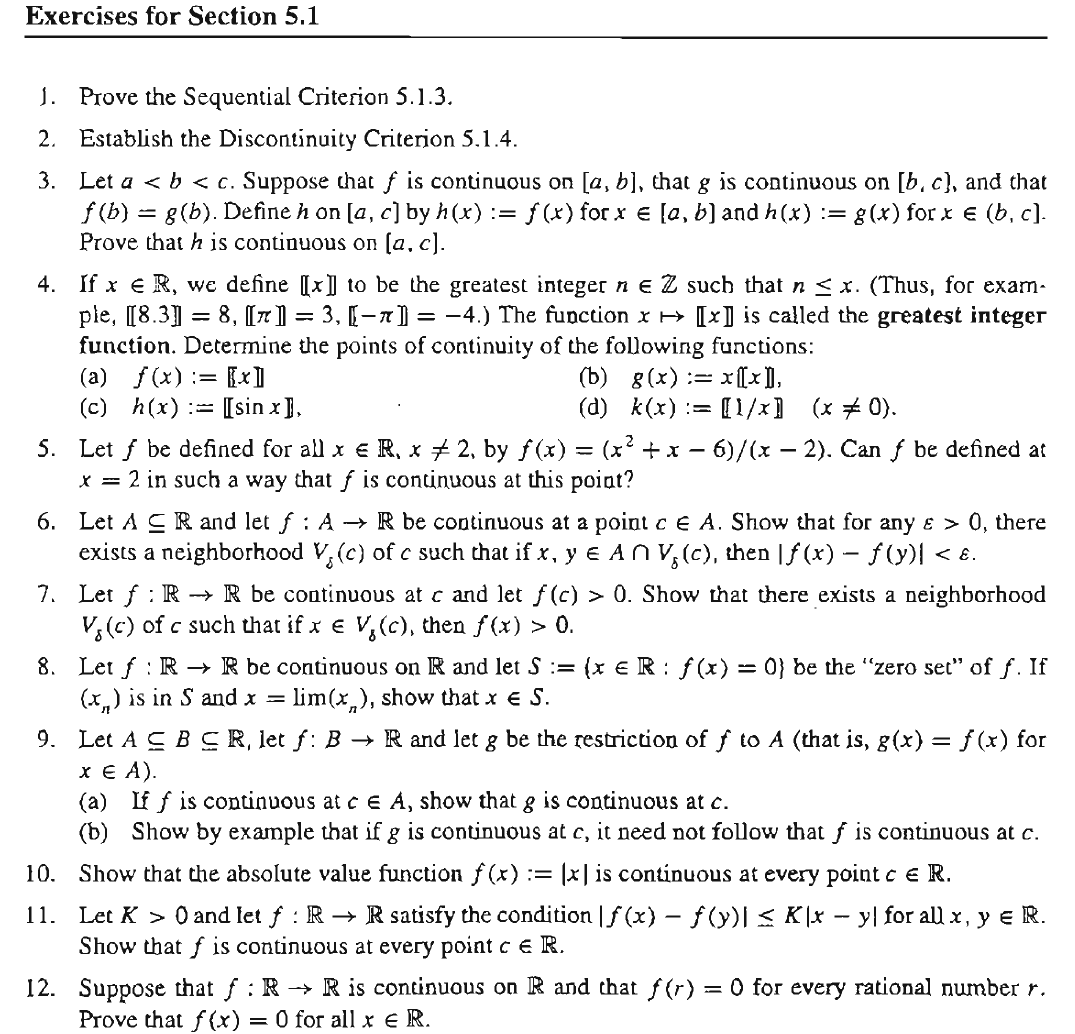 Exercises for Section 5.1
1. Prove the Sequential Criterion 5.1.3.
2. Establish the Discontinuity Criterion 5.1.4.
3. Let a < b < c. Suppose that f is continuous on [a, b], that g is continuous on [b, c], and that
f(b) = g(b). Define h on [a, c] by h(x) := f(x) for x ∈ [a, b] and h(x) := g(x) for x ∈ (b, c].
Prove that h is continuous on [a, c].
4. If x ∈ ℝ, we define ⟦x⟧ to be the greatest integer n ∈ ℤ such that n ≤ x. (Thus, for exam-
ple, ⟦8.3⟧ = 8, ⟦π⟧ = 3, ⟦−π⟧ = −4.) The function x ↦ ⟦x⟧ is called the greatest integer
function. Determine the points of continuity of the following functions:
(a) f(x) := ⟦x⟧ (b) g(x) := x⟦x⟧,
(c) h(x) := ⟦sin x⟧, (d) k(x) := ⟦1/x⟧ (x ≠ 0).
5. Let f be defined for all x ∈ ℝ, x ≠ 2, by f(x) = (x² + x − 6)/(x − 2). Can f be defined at
x = 2 in such a way that f is continuous at this point?
6. Let A ⊆ ℝ and let f : A → ℝ be continuous at a point c ∈ A. Show that for any ε > 0, there
exists a neighborhood V_δ(c) of c such that if x, y ∈ A ∩ V_δ(c), then |f(x) − f(y)| < ε.
7. Let f : ℝ → ℝ be continuous at c and let f(c) > 0. Show that there exists a neighborhood
V_δ(c) of c such that if x ∈ V_δ(c), then f(x) > 0.
8. Let f : ℝ → ℝ be continuous on ℝ and let S := {x ∈ ℝ : f(x) = 0} be the “zero set” of f. If
(xₙ) is in S and x = lim(xₙ), show that x ∈ S.
9. Let A ⊆ B ⊆ ℝ, let f: B → ℝ and let g be the restriction of f to A (that is, g(x) = f(x) for
x ∈ A).
(a) If f is continuous at c ∈ A, show that g is continuous at c.
(b) Show by example that if g is continuous at c, it need not follow that f is continuous at c.
10. Show that the absolute value function f(x) := |x| is continuous at every point c ∈ ℝ.
11. Let K > 0 and let f : ℝ → ℝ satisfy the condition |f(x) − f(y)| ≤ K|x − y| for all x, y ∈ ℝ.
Show that f is continuous at every point c ∈ ℝ.
12. Suppose that f : ℝ → ℝ is continuous on ℝ and that f(r) = 0 for every rational number r.
Prove that f(x) = 0 for all x ∈ ℝ.